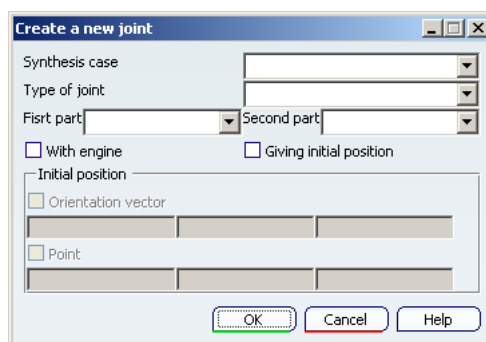 Create a new joint
Synthesis case
Type of joint
Fisrt part Second part
With engine Giving initial position
Initial position
Orientation vector
Point
OK Cancel Help